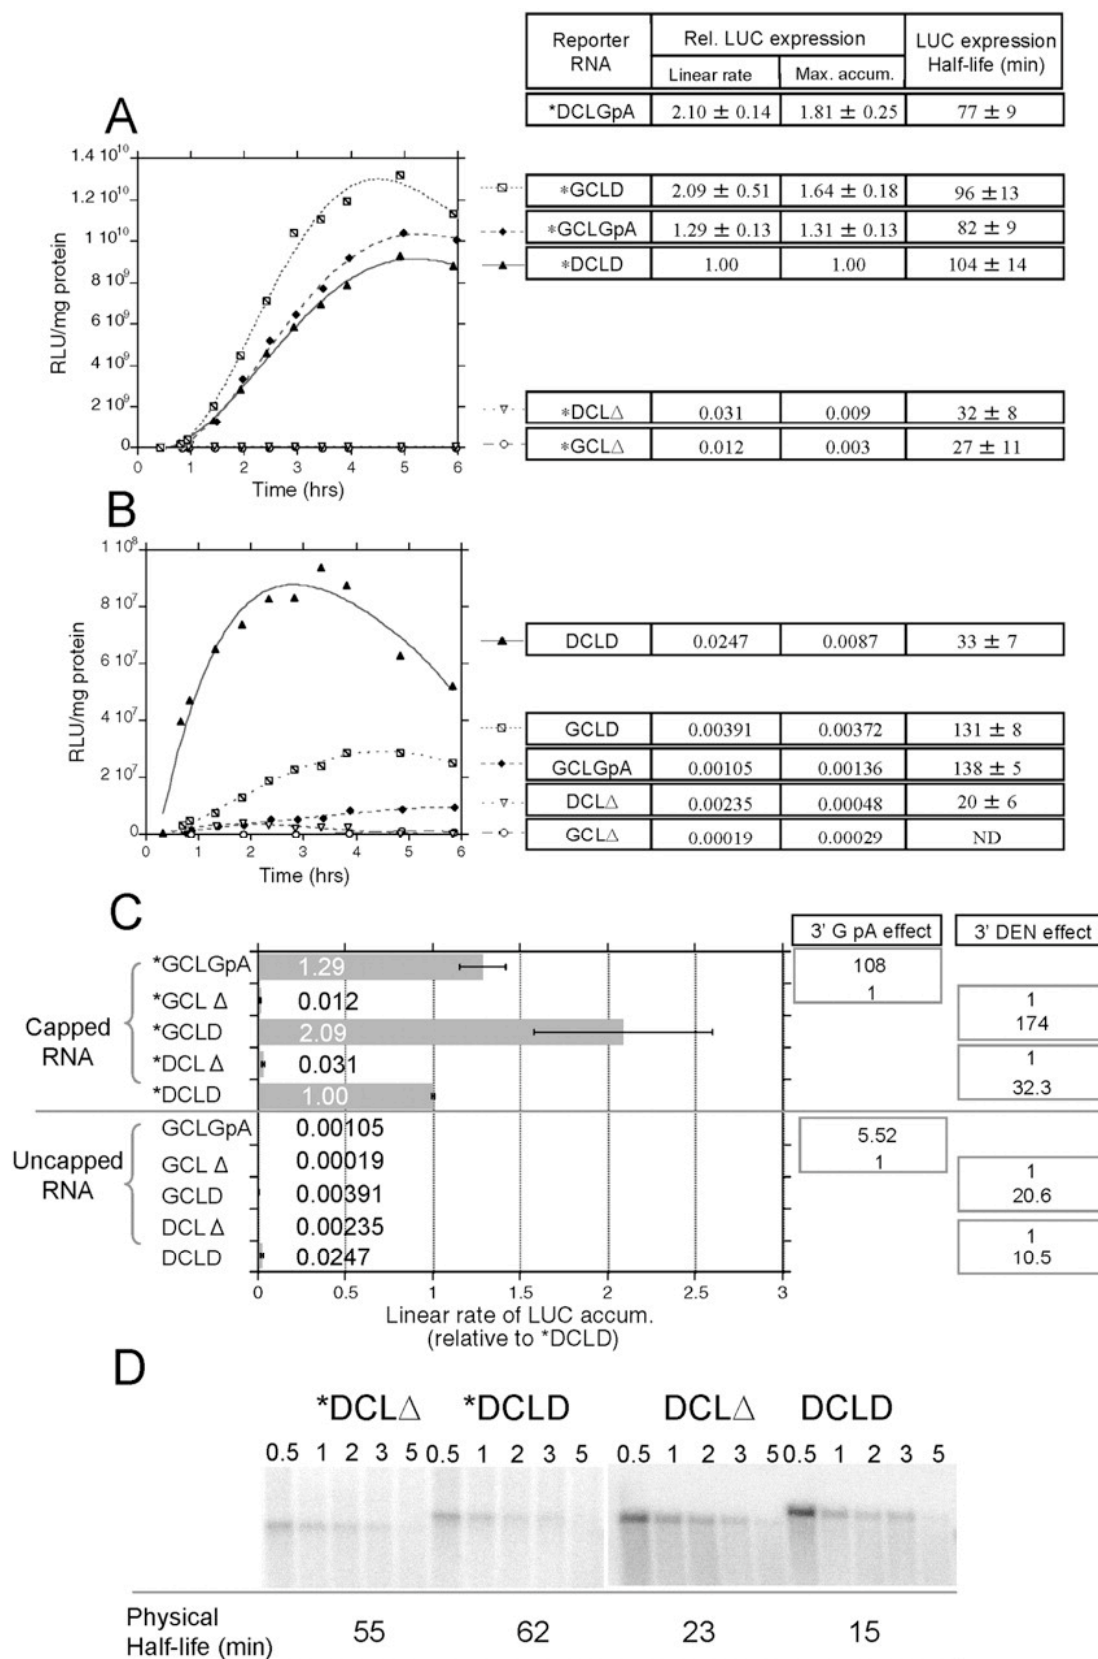 Reporter RNA Rel. LUC expression LUC expression Half-life (min)
Linear rate Max. accum.
*DCLGpA 2.10 ± 0.14 1.81 ± 0.25 77 ± 9
A
1.4 10¹⁰
1.2 10¹⁰
1 10¹⁰
8 10⁹
6 10⁹
4 10⁹
2 10⁹
0
RLU/mg protein
0 1 2 3 4 5 6
Time (hrs)
*GCLD 2.09 ± 0.51 1.64 ± 0.18 96 ±13
*GCLGpA 1.29 ± 0.13 1.31 ± 0.13 82 ± 9
*DCLD 1.00 1.00 104 ± 14
*DCLΔ 0.031 0.009 32 ± 8
*GCLΔ 0.012 0.003 27 ± 11
B
1 10⁸
8 10⁷
6 10⁷
4 10⁷
2 10⁷
0
RLU/mg protein
0 1 2 3 4 5 6
Time (hrs)
DCLD 0.0247 0.0087 33 ± 7
GCLD 0.00391 0.00372 131 ± 8
GCLGpA 0.00105 0.00136 138 ± 5
DCLΔ 0.00235 0.00048 20 ± 6
GCLΔ 0.00019 0.00029 ND
C
3' G pA effect 3' DEN effect
Capped RNA
*GCLGpA 1.29 108
*GCL Δ 0.012 1 1
*GCLD 2.09 174
*DCL Δ 0.031 1
*DCLD 1.00 32.3
Uncapped RNA
GCLGpA 0.00105 5.52
GCL Δ 0.00019 1 1
GCLD 0.00391 20.6
DCL Δ 0.00235 1
DCLD 0.0247 10.5
0 0.5 1 1.5 2 2.5 3
Linear rate of LUC accum.
(relative to *DCLD)
D
*DCLΔ *DCLD DCLΔ DCLD
0.5 1 2 3 5 0.5 1 2 3 5 0.5 1 2 3 5 0.5 1 2 3 5
Physical
Half-life (min) 55 62 23 15